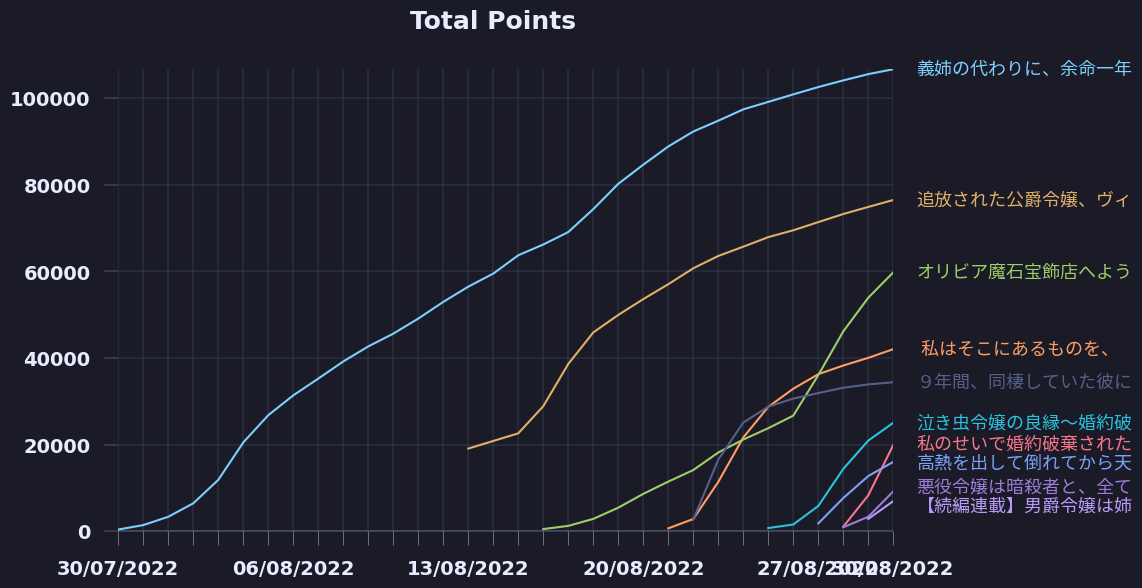 Total Points
義姉の代わりに、余命一年
100000
80000
追放された公爵令嬢、ヴィ
60000
オリビア魔石宝飾店へよう
40000
私はそこにあるものを、
９年間、同棲していた彼に
20000
泣き虫令嬢の良縁～婚約破
私のせいで婚約破棄された
高熱を出して倒れてから天
悪役令嬢は暗殺者と、全て
【続編連載】男爵令嬢は姉
0
30/07/2022
06/08/2022
13/08/2022
20/08/2022
27/08/2022
30/08/2022